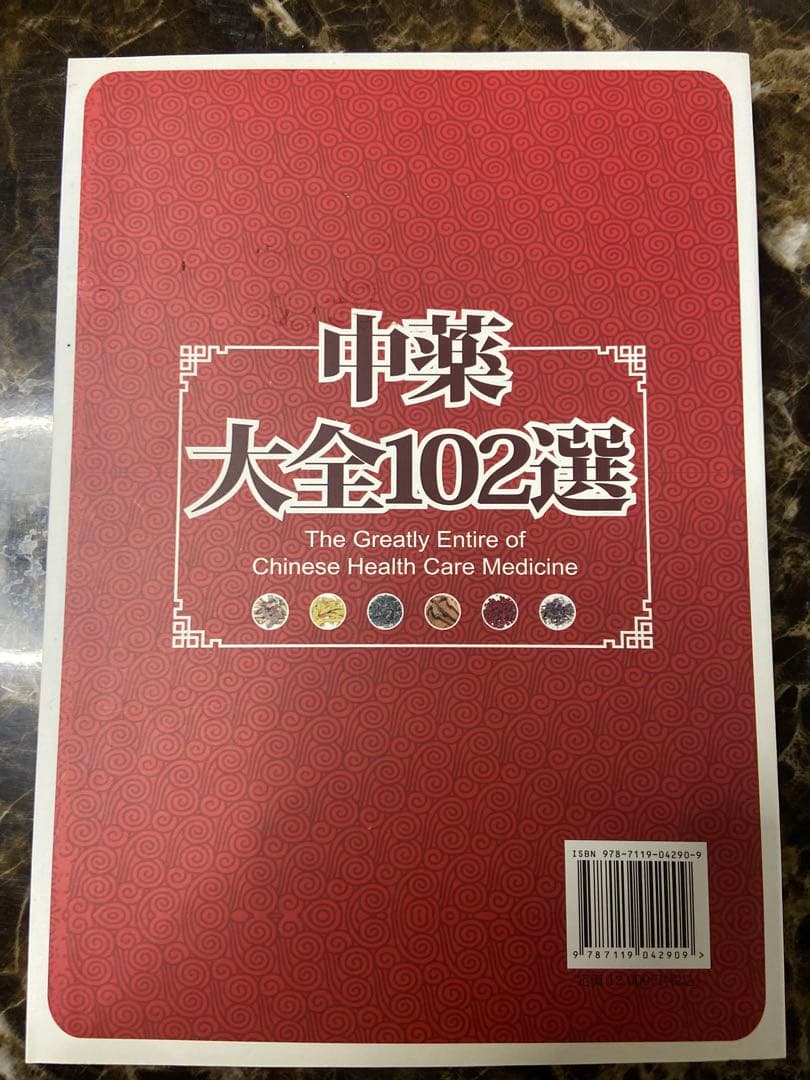 中薬
大全102選
The Greatly Entire of
Chinese Health Care Medicine
ISBN 978-7119-04290-9
9 787119 042909 >